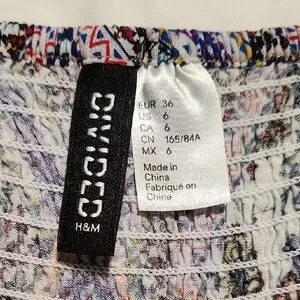 DIVIDED
H&M
EUR 36
US 6
CA 6
CN 165/84A
MX 6
Made in
China
Fabriqué en
Chine